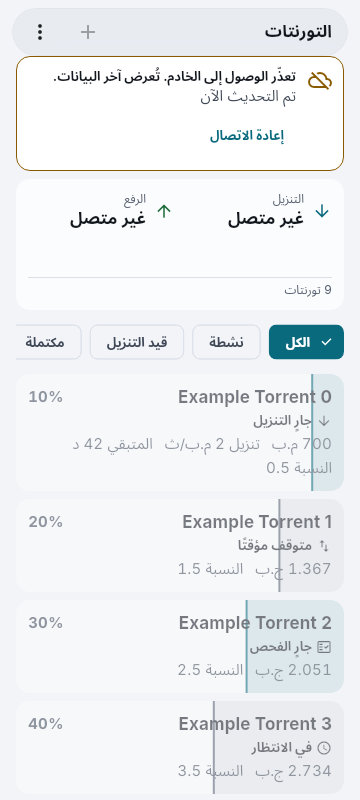 التورنتات
تعذّر الوصول إلى الخادم. تُعرض آخر البيانات.
تم التحديث الآن
إعادة الاتصال
التنزيل
غير متصل
الرفع
غير متصل
9 تورنتات
الكل
نشطة
قيد التنزيل
مكتملة
Example Torrent 0
10%
جارٍ التنزيل
700 م.ب تنزيل 2 م.ب/ث المتبقي 42 د
النسبة 0.5
Example Torrent 1
20%
متوقف مؤقتًا
1.367 ج.ب النسبة 1.5
Example Torrent 2
30%
جارٍ الفحص
2.051 ج.ب النسبة 2.5
Example Torrent 3
40%
في الانتظار
2.734 ج.ب النسبة 3.5